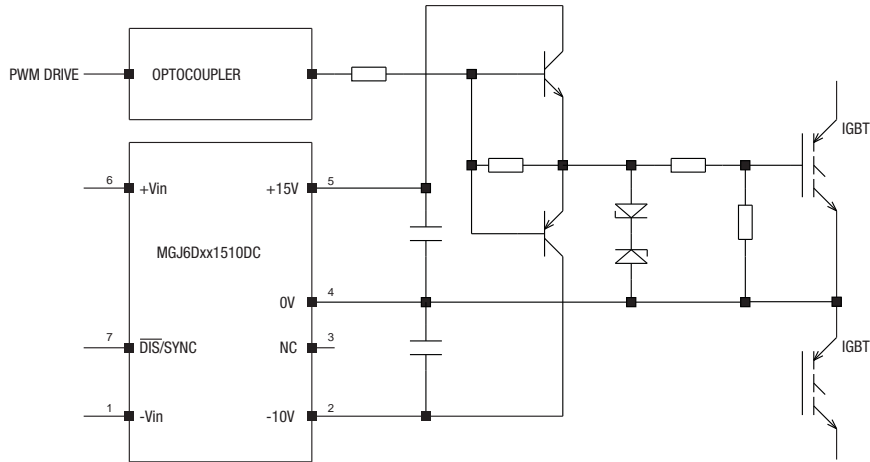 PWM DRIVE
OPTOCOUPLER
IGBT
6
+Vin
+15V
5
MGJ6Dxx1510DC
0V
4
7
DIS/SYNC
NC
3
IGBT
1
-Vin
-10V
2